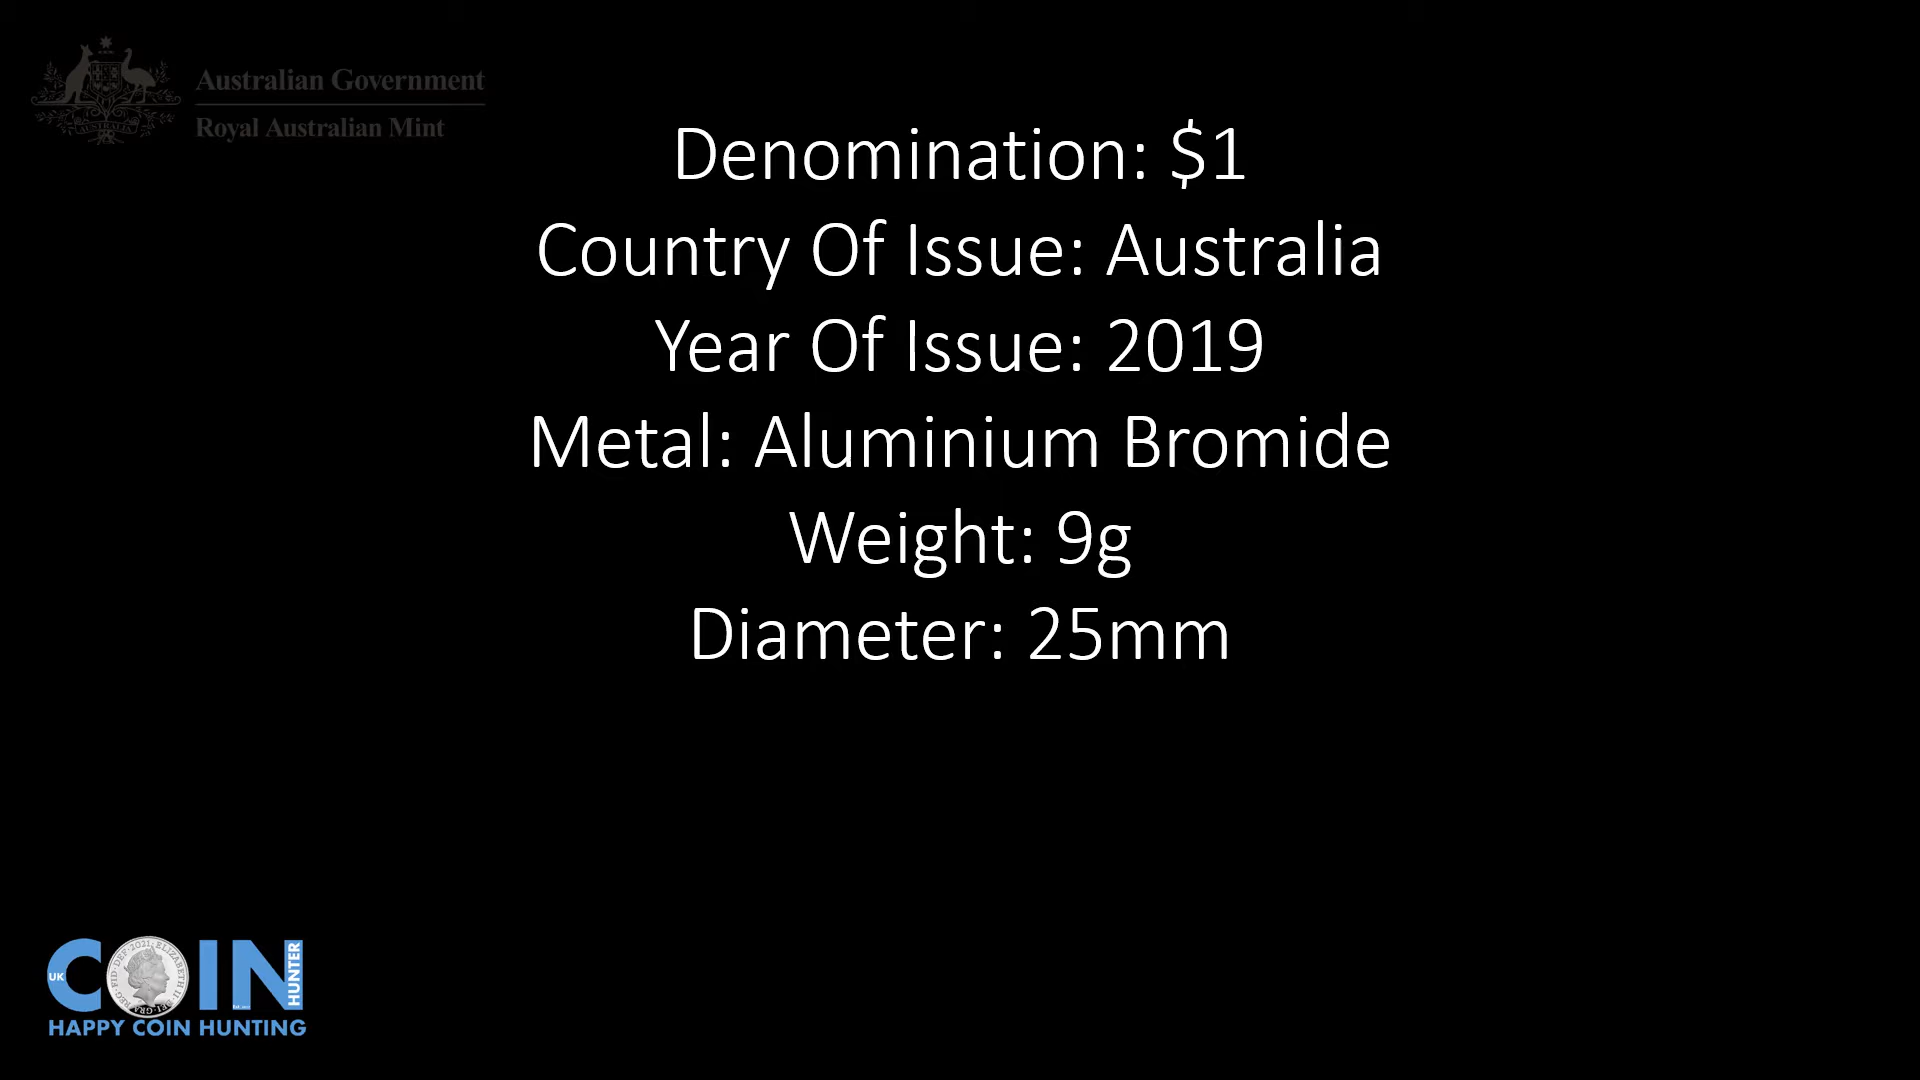 Australian Government
Royal Australian Mint
Denomination: $1
Country Of Issue: Australia
Year Of Issue: 2019
Metal: Aluminium Bromide
Weight: 9g
Diameter: 25mm
UK
COIN
HUNTER
HAPPY COIN HUNTING